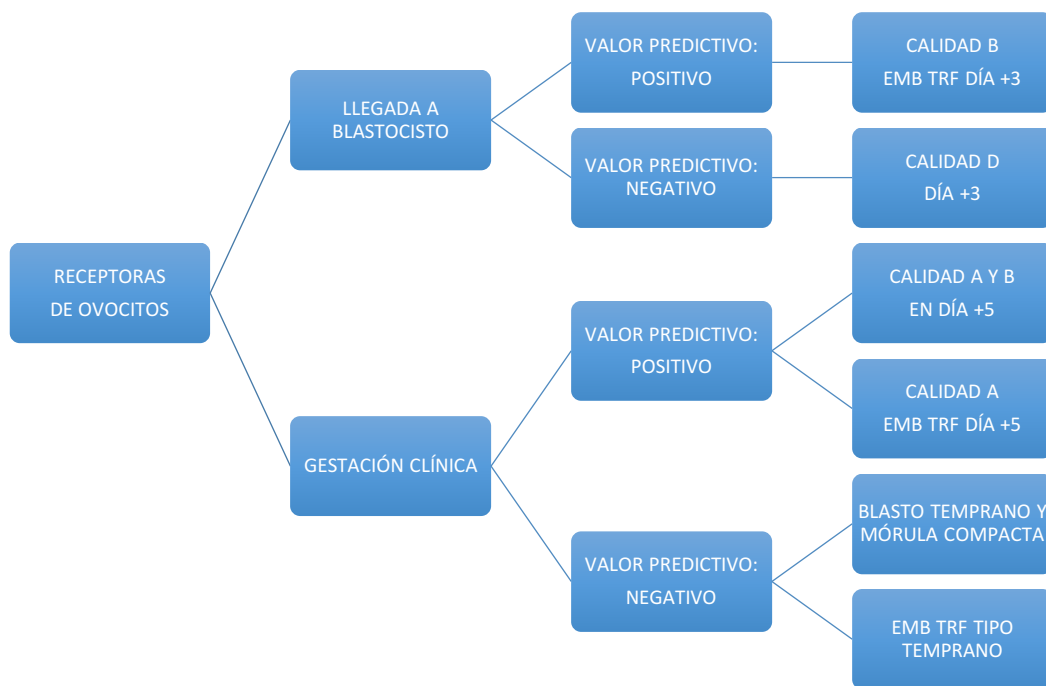 RECEPTORAS
DE OVOCITOS
LLEGADA A
BLASTOCISTO
VALOR PREDICTIVO:
POSITIVO
CALIDAD B
EMB TRF DÍA +3
VALOR PREDICTIVO:
NEGATIVO
CALIDAD D
DÍA +3
GESTACIÓN CLÍNICA
VALOR PREDICTIVO:
POSITIVO
CALIDAD A Y B
EN DÍA +5
CALIDAD A
EMB TRF DÍA +5
VALOR PREDICTIVO:
NEGATIVO
BLASTO TEMPRANO Y
MÓRULA COMPACTA
EMB TRF TIPO
TEMPRANO